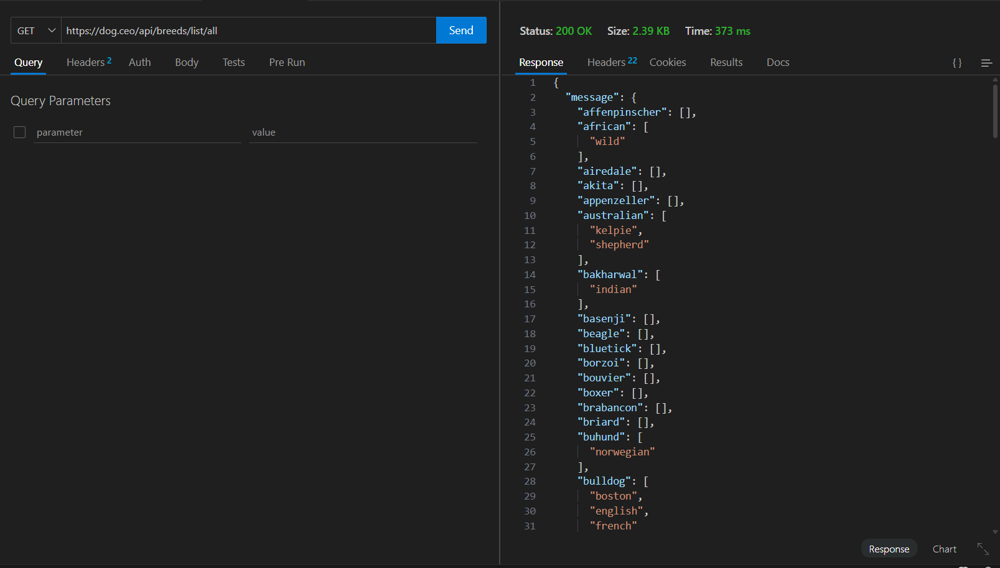 GET https://dog.ceo/api/breeds/list/all Send
Query Headers 2 Auth Body Tests Pre Run
Query Parameters
parameter value
Status: 200 OK Size: 2.39 KB Time: 373 ms
Response Headers 22 Cookies Results Docs { }
1 {
2 "message": {
3 "affenpinscher": [],
4 "african": [
5 "wild"
6 ],
7 "airedale": [],
8 "akita": [],
9 "appenzeller": [],
10 "australian": [
11 "kelpie",
12 "shepherd"
13 ],
14 "bakharwal": [
15 "indian"
16 ],
17 "basenji": [],
18 "beagle": [],
19 "bluetick": [],
20 "borzoi": [],
21 "bouvier": [],
22 "boxer": [],
23 "brabancon": [],
24 "briard": [],
25 "buhund": [
26 "norwegian"
27 ],
28 "bulldog": [
29 "boston",
30 "english",
31 "french"
Response Chart